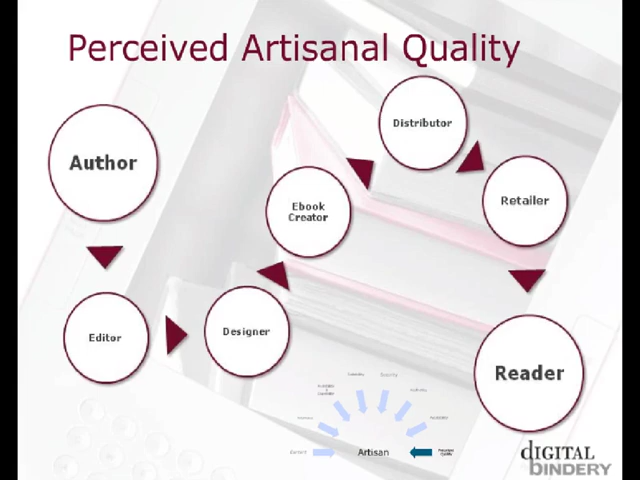 Perceived Artisanal Quality
Author
Editor
Designer
Ebook
Creator
Distributor
Retailer
Reader
Artisan
dIGITAL
bINDERY